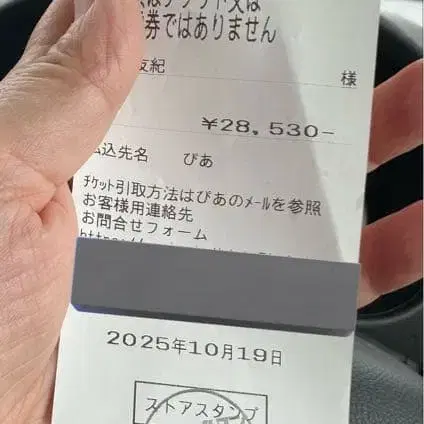 券ではありません
友紀 様
¥28,530-
込先名 ぴあ
ﾁｹｯﾄ引取方法はぴあのﾒｰﾙを参照
お客様用連絡先
お問合せフォーム
2025年10月19日
ストアスタンプ